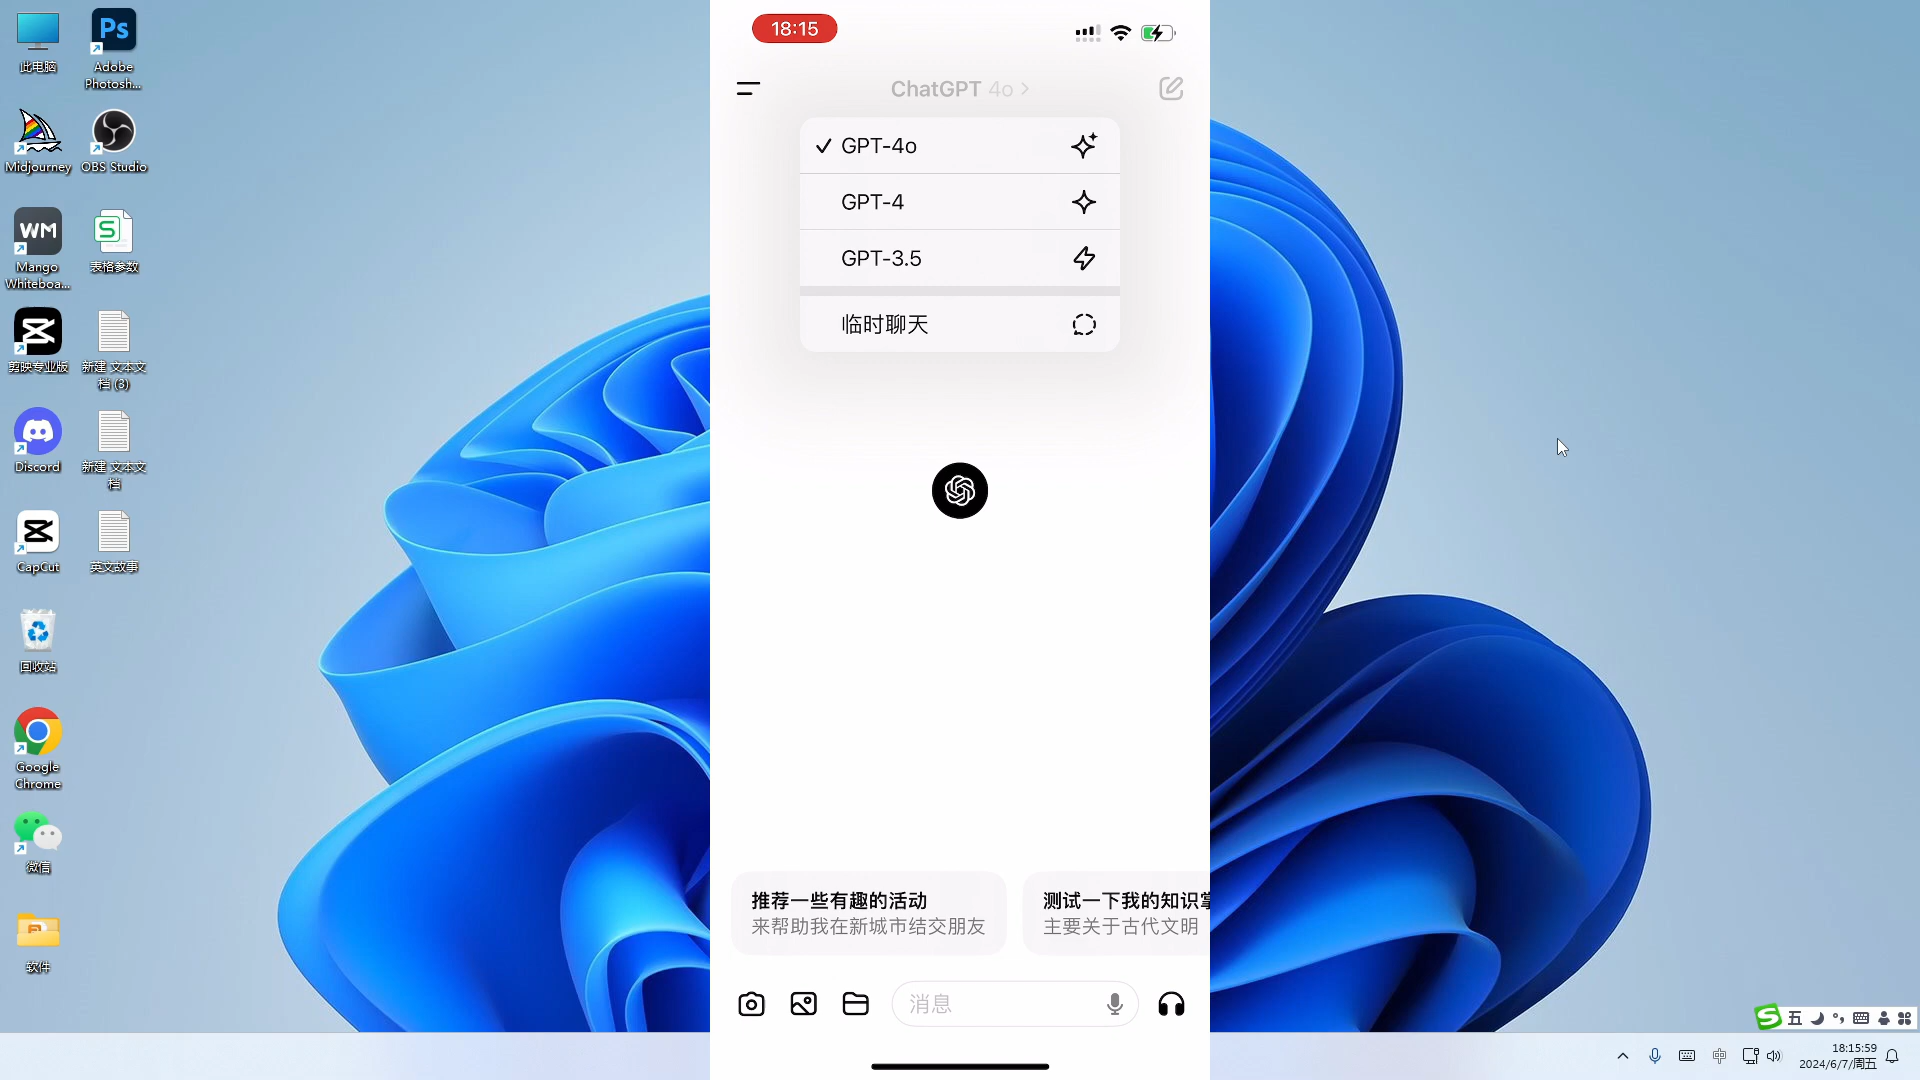 此电脑
Ps
Adobe
Photosh...
Midjourney
OBS Studio
WM
Mango
Whiteboa...
S
表格参数
剪映专业版
新建 文本文
档 (3)
Discord
新建 文本文
档
CapCut
英文故事
回收站
Google
Chrome
微信
软件
18:15
ChatGPT 4o
GPT-4o
GPT-4
GPT-3.5
临时聊天
推荐一些有趣的活动
来帮助我在新城市结交朋友
测试一下我的知识掌
主要关于古代文明
消息
S 五
中
18:15:59
2024/6/7/周五